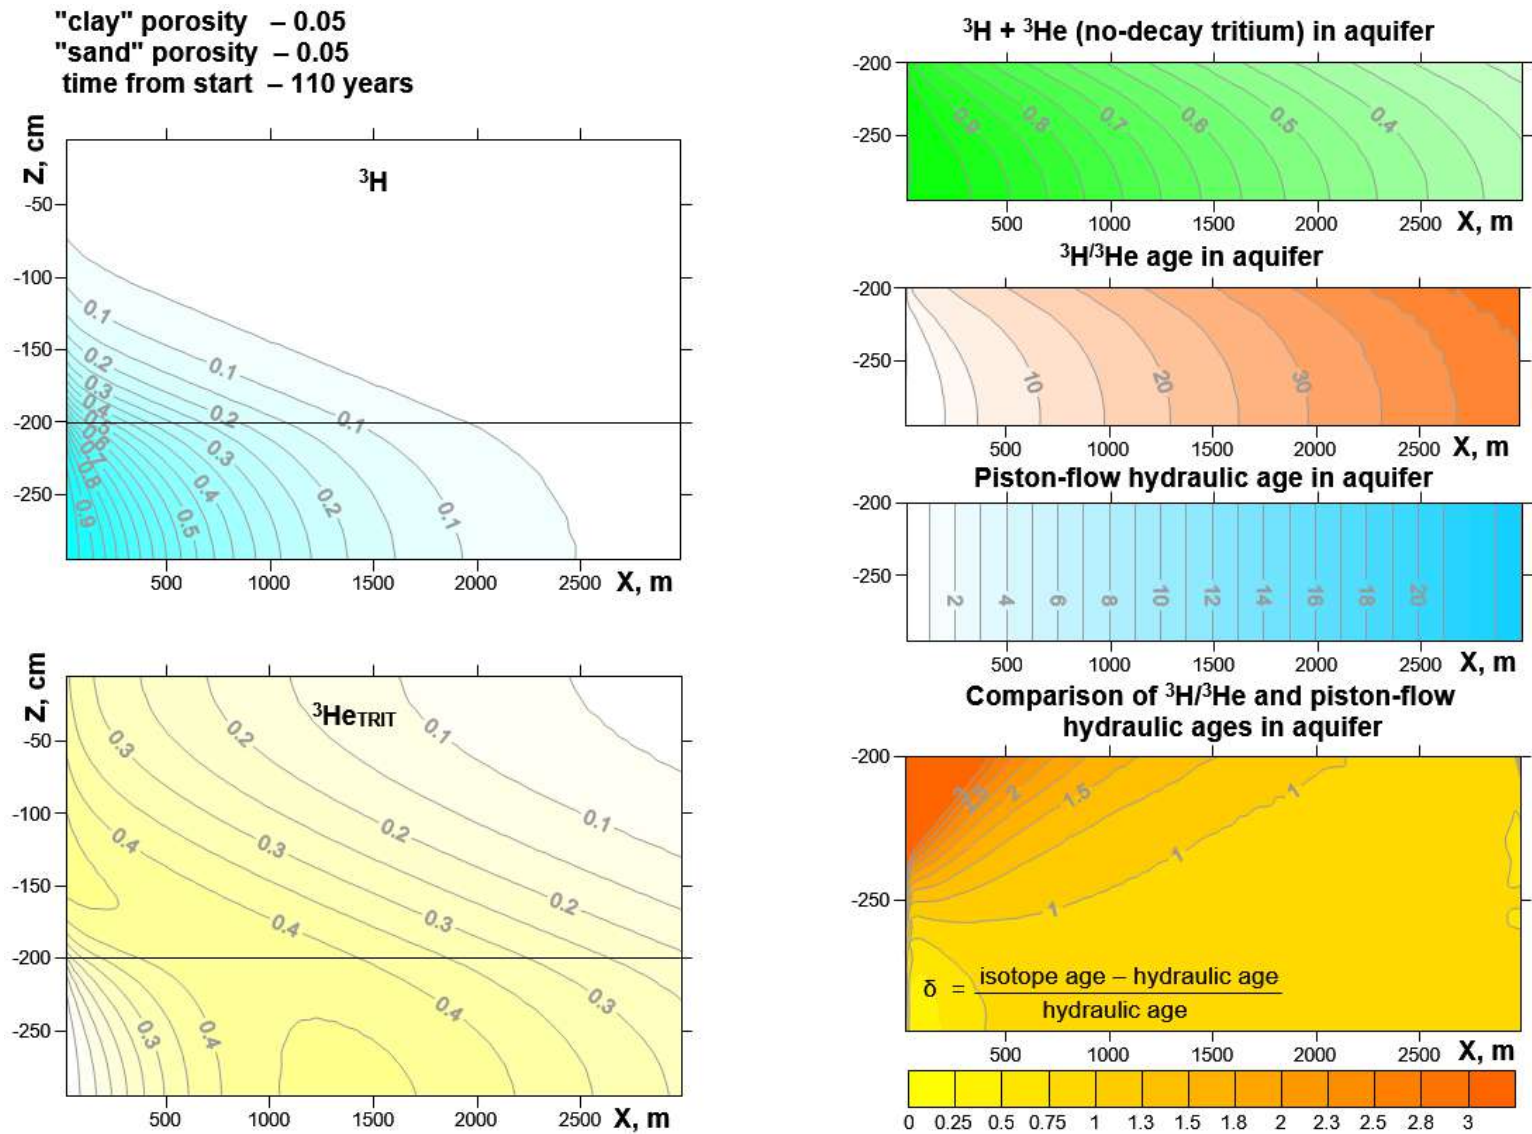 "clay" porosity – 0.05
"sand" porosity – 0.05
time from start – 110 years
Z, cm
³H
-50
-100
-150
-200
-250
0.1
0.1
0.2
0.3
0.4
0.5
0.6
0.7
0.8
0.9
0.2
0.1
0.3
0.4
0.5
0.2
0.1
500 1000 1500 2000 2500 X, m
Z, cm
³HeTRIT
-50
-100
-150
-200
-250
0.3
0.2
0.1
0.4
0.3
0.2
0.1
0.4
0.3
0.2
0.3
0.4
0.4
0.3
500 1000 1500 2000 2500 X, m
³H + ³He (no-decay tritium) in aquifer
-200
-250
0.9 0.8 0.7 0.6 0.5 0.4
500 1000 1500 2000 2500 X, m
³H/³He age in aquifer
-200
-250
10 20 30
500 1000 1500 2000 2500 X, m
Piston-flow hydraulic age in aquifer
-200
-250
2 4 6 8 10 12 14 16 18 20
500 1000 1500 2000 2500 X, m
Comparison of ³H/³He and piston-flow
hydraulic ages in aquifer
-200
-250
2 1.5 1
1
1
δ = isotope age – hydraulic age
hydraulic age
500 1000 1500 2000 2500 X, m
0 0.25 0.5 0.75 1 1.3 1.5 1.8 2 2.3 2.5 2.8 3